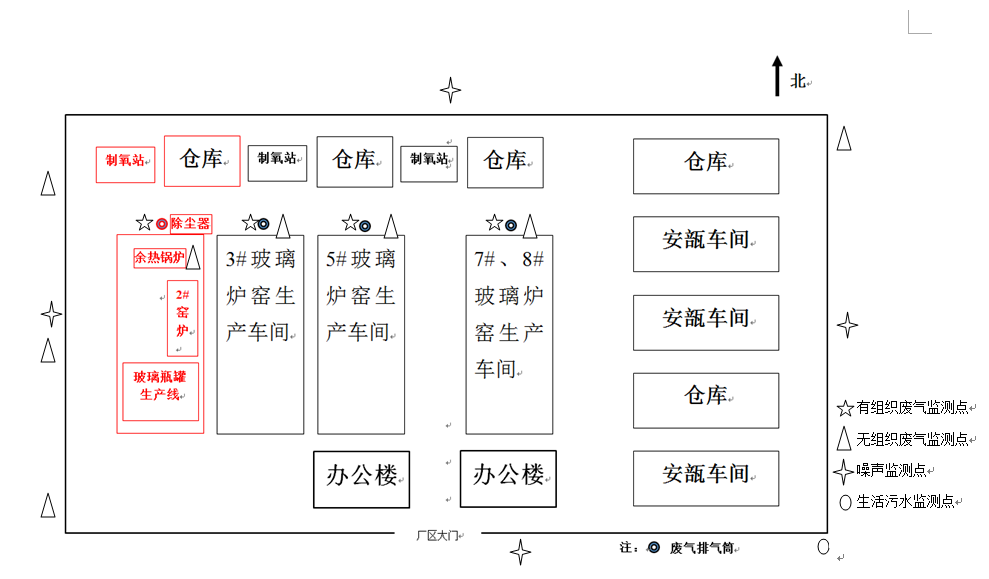 北
制氧站
仓库
制氧站
仓库
制氧站
仓库
仓库
除尘器
余热锅炉
2#
窑
炉
玻璃瓶罐
生产线
3#玻璃
炉窑生
产车间
5#玻璃
炉窑生
产车间
7#、8#
玻璃炉
窑生产
车间
安瓿车间
安瓿车间
仓库
安瓿车间
办公楼
办公楼
有组织废气监测点
无组织废气监测点
噪声监测点
生活污水监测点
厂区大门
注：
废气排气筒